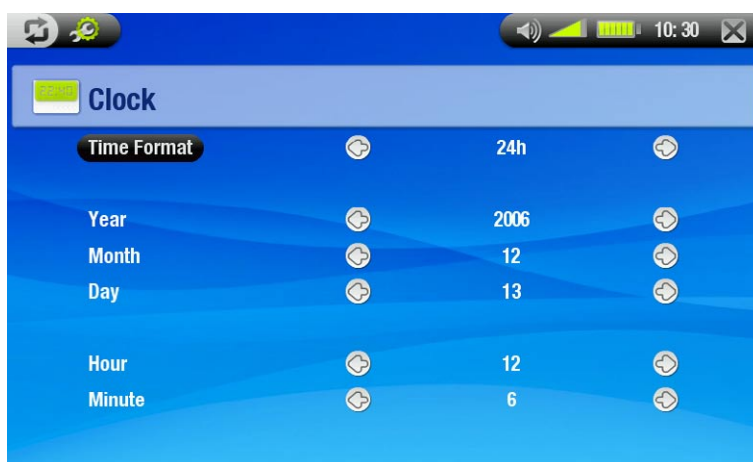 10:30
Clock
Time Format 24h
Year 2006
Month 12
Day 13
Hour 12
Minute 6